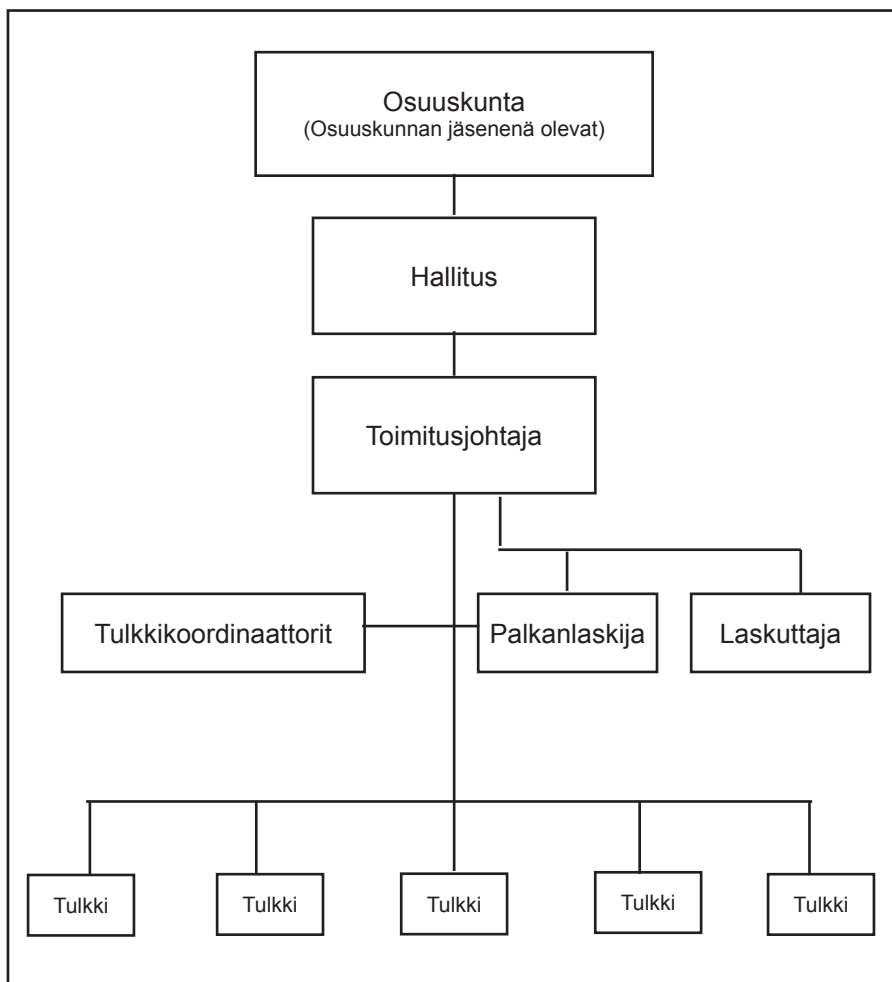 Osuuskunta
(Osuuskunnan jäsenenä olevat)
Hallitus
Toimitusjohtaja
Tulkkikoordinaattorit
Palkanlaskija
Laskuttaja
Tulkki
Tulkki
Tulkki
Tulkki
Tulkki